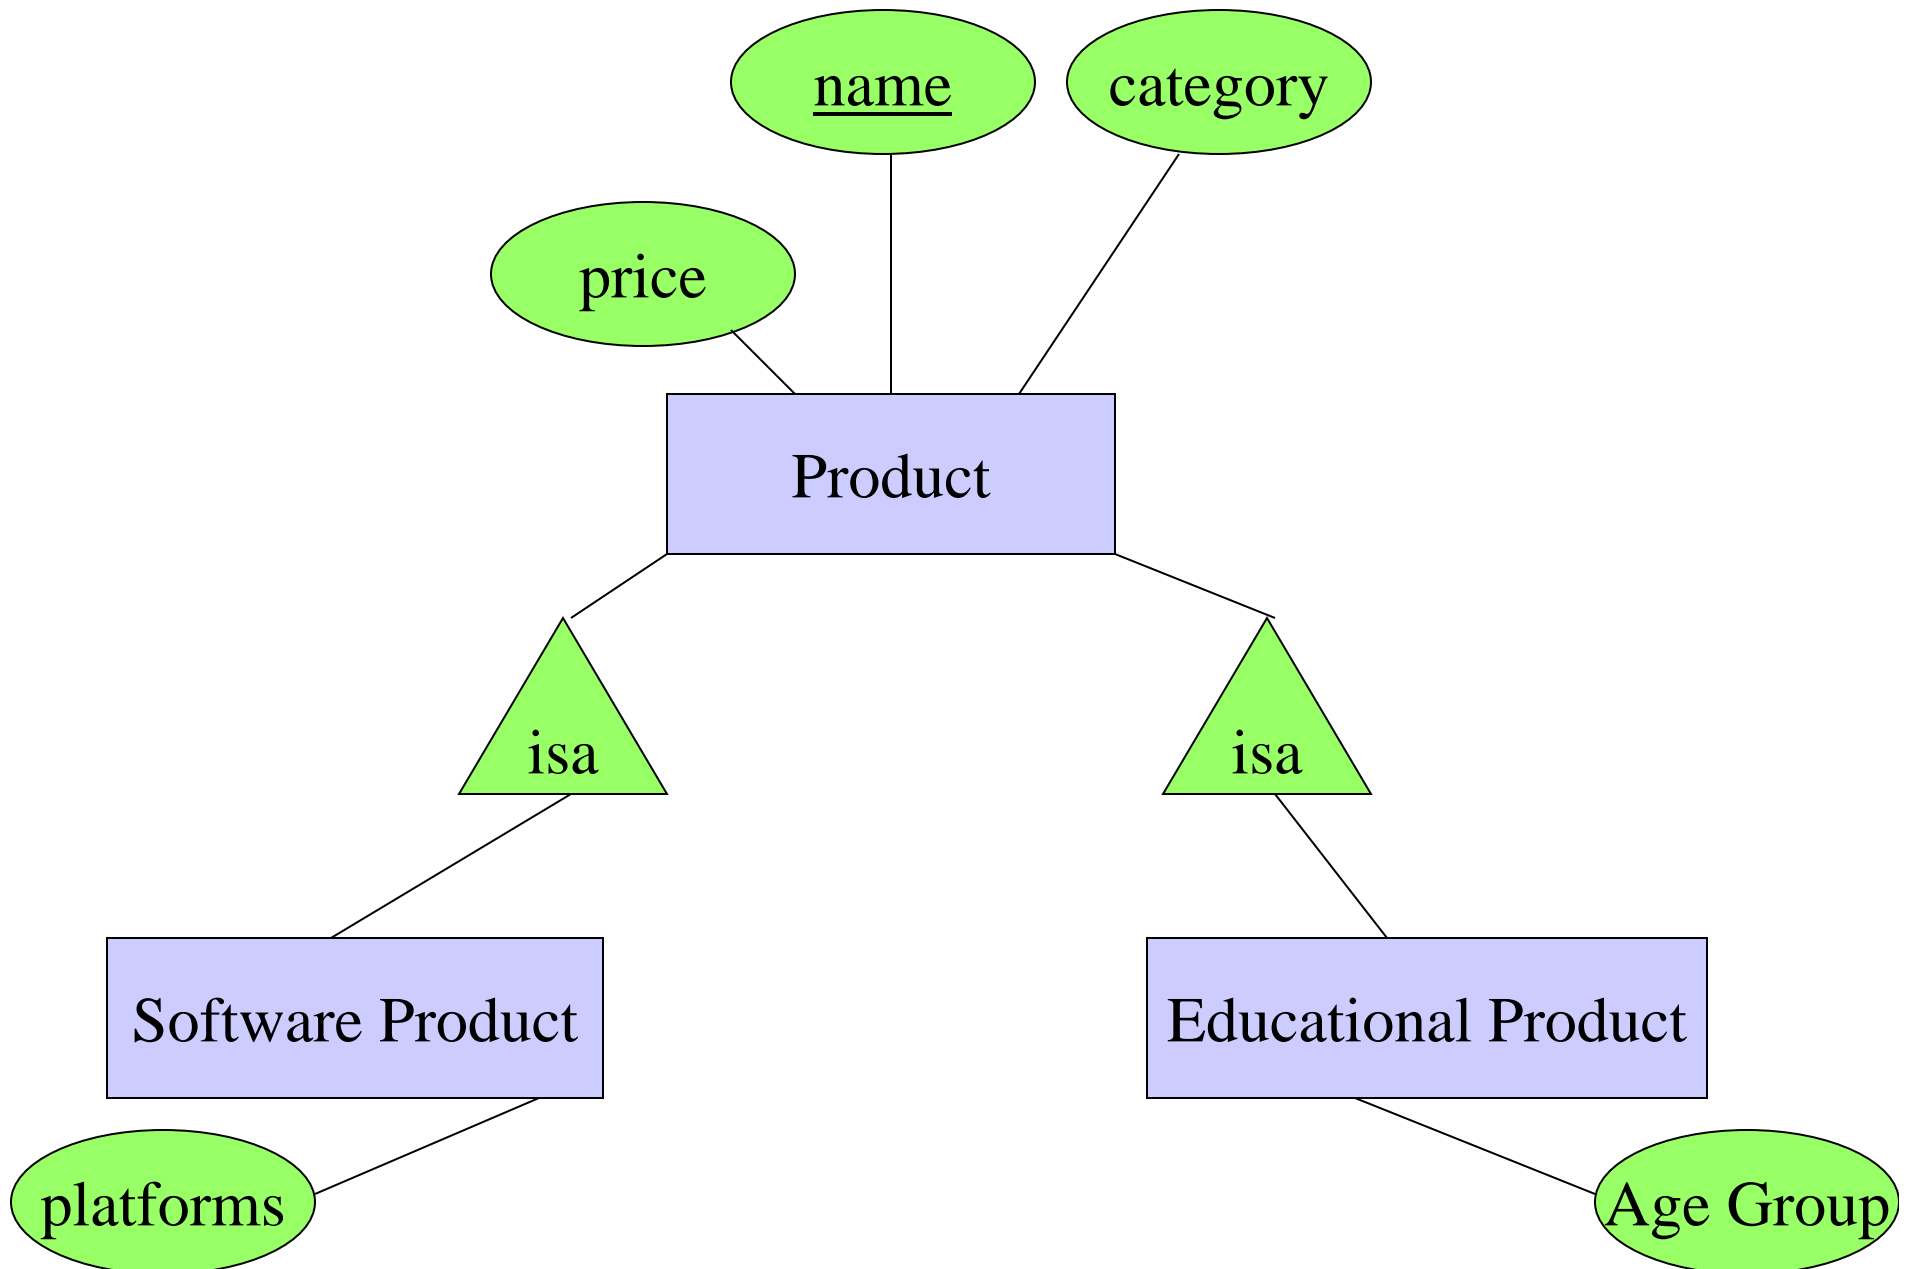 name
category
price
Product
isa
isa
Software Product
Educational Product
platforms
Age Group